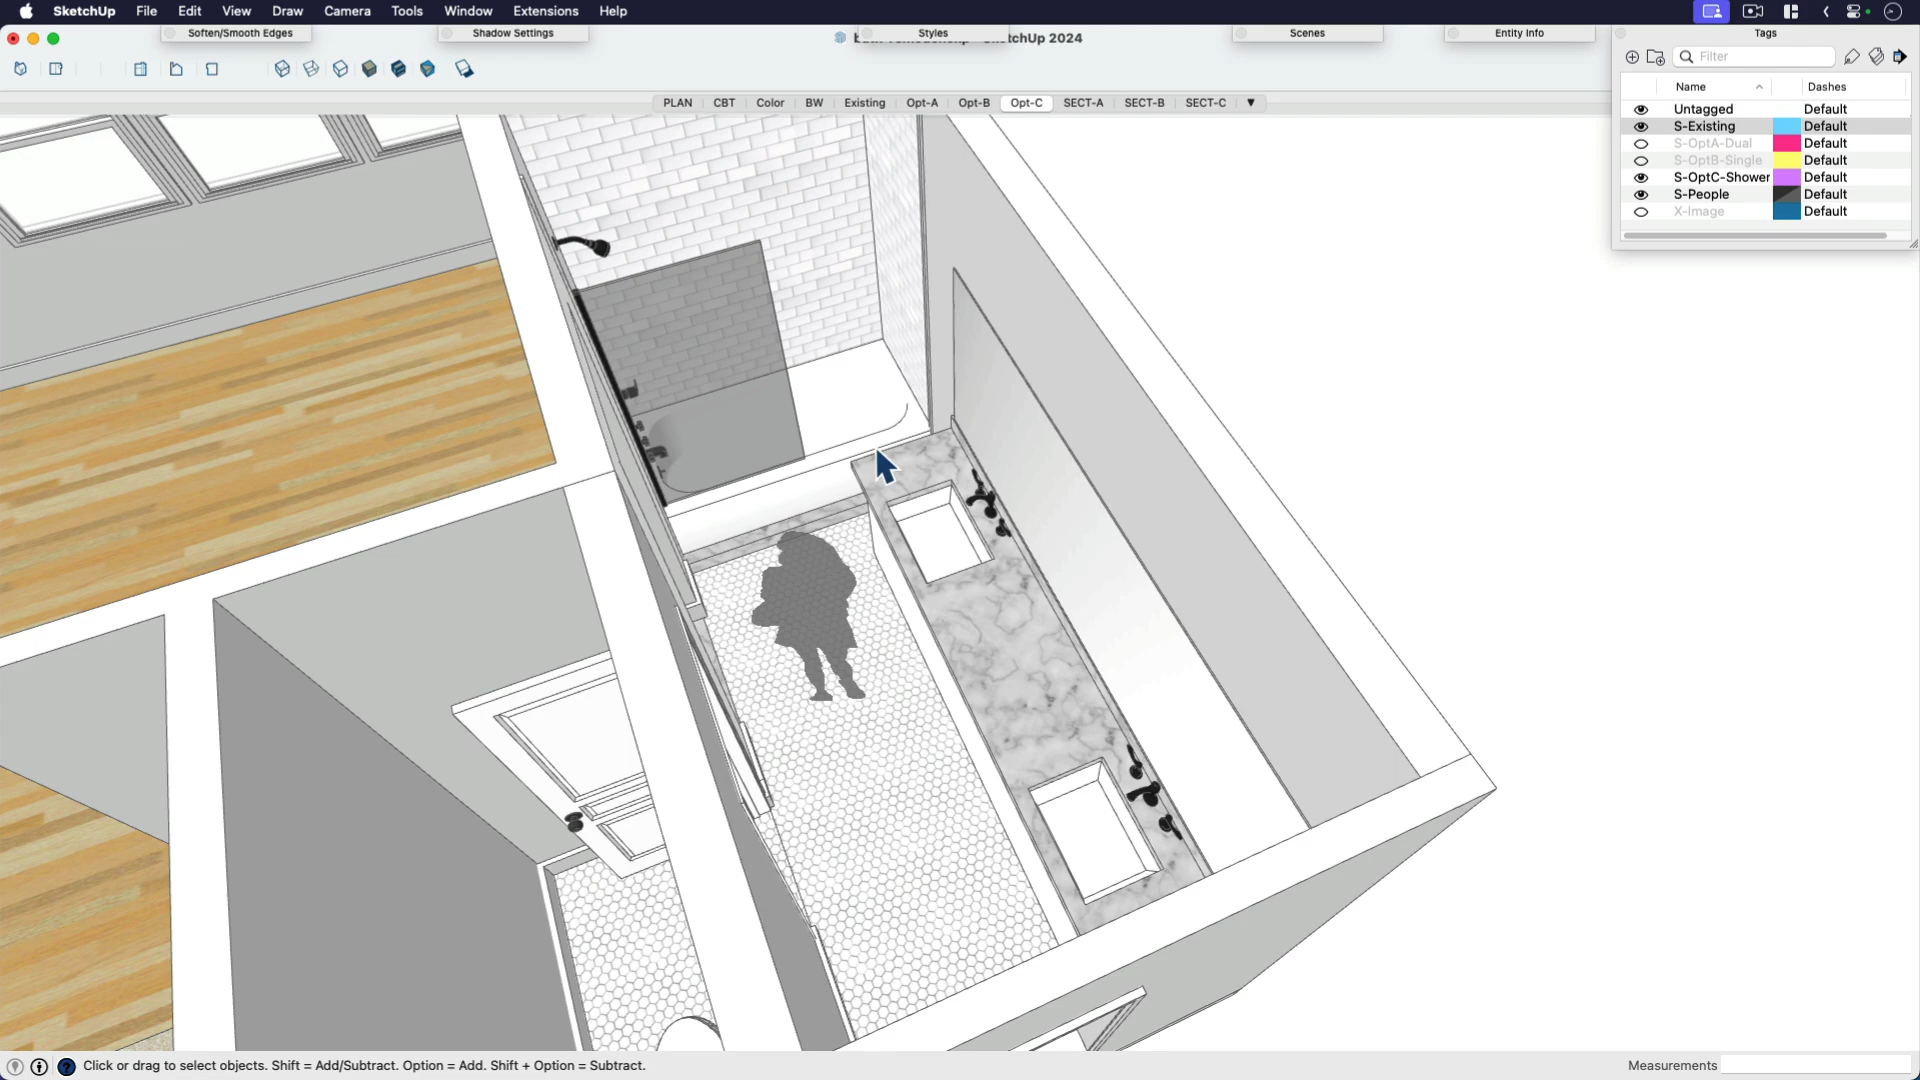 SketchUp File Edit View Draw Camera Tools Window Extensions Help
Soften/Smooth Edges
Shadow Settings
Styles
Scenes
Entity Info
Tags
SketchUp 2024
Filter
PLAN CBT Color BW Existing Opt-A Opt-B Opt-C SECT-A SECT-B SECT-C
Name Dashes
Untagged Default
S-Existing Default
S-OptA-Dual Default
S-OptB-Single Default
S-OptC-Shower Default
S-People Default
X-Image Default
Click or drag to select objects. Shift = Add/Subtract. Option = Add. Shift + Option = Subtract.
Measurements